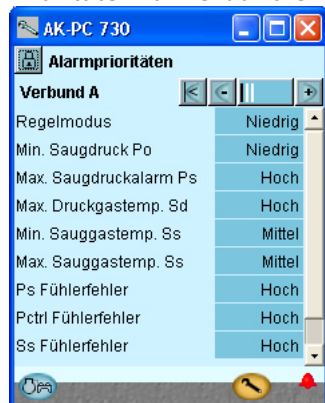 AK-PC 730
Alarmprioritäten
Verbund A
Regelmodus Niedrig
Min. Saugdruck Po Niedrig
Max. Saugdruckalarm Ps Hoch
Max. Druckgastemp. Sd Hoch
Min. Sauggastemp. Ss Mittel
Max. Sauggastemp. Ss Mittel
Ps Fühlerfehler Hoch
Pctrl Fühlerfehler Hoch
Ss Fühlerfehler Hoch